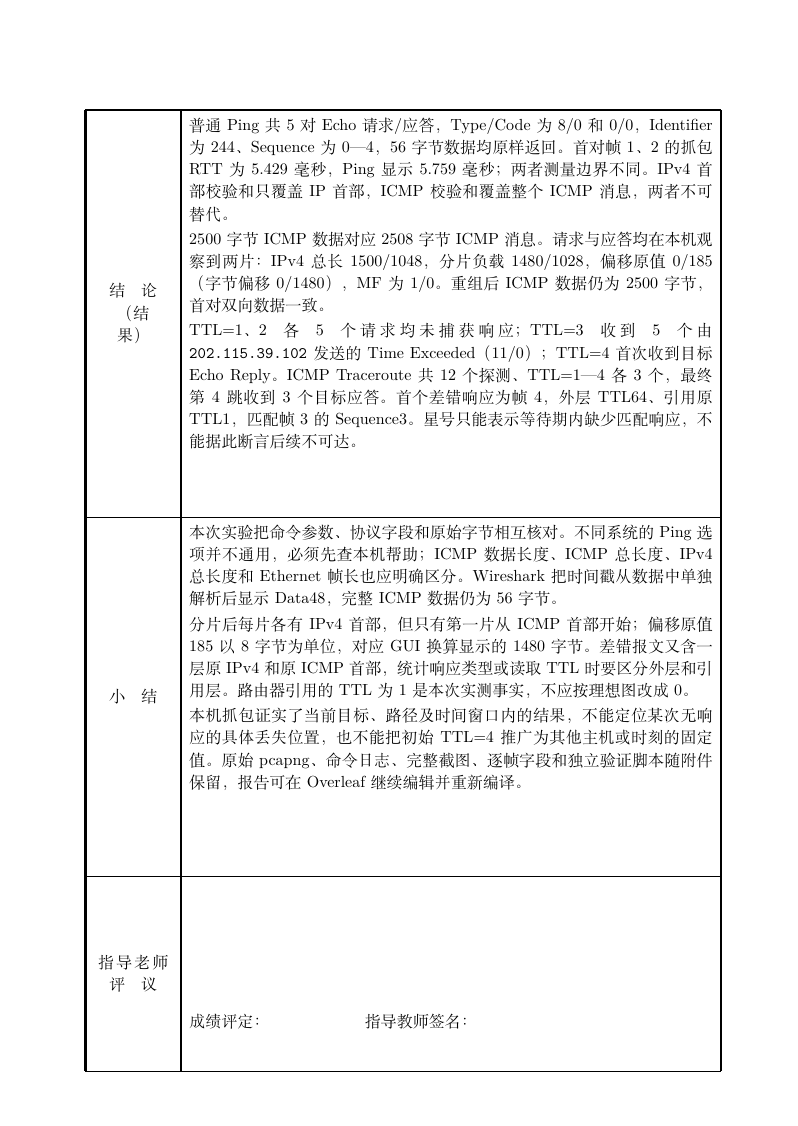 结 论
（结
果）
普通 Ping 共 5 对 Echo 请求/应答，Type/Code 为 8/0 和 0/0，Identifier
为 244、Sequence 为 0—4，56 字节数据均原样返回。首对帧 1、2 的抓包
RTT 为 5.429 毫秒，Ping 显示 5.759 毫秒；两者测量边界不同。IPv4 首
部校验和只覆盖 IP 首部，ICMP 校验和覆盖整个 ICMP 消息，两者不可
替代。
2500 字节 ICMP 数据对应 2508 字节 ICMP 消息。请求与应答均在本机观
察到两片：IPv4 总长 1500/1048，分片负载 1480/1028，偏移原值 0/185
（字节偏移 0/1480），MF 为 1/0。重组后 ICMP 数据仍为 2500 字节，
首对双向数据一致。
TTL=1、2 各 5 个请求均未捕获响应；TTL=3 收到 5 个由
202.115.39.102 发送的 Time Exceeded（11/0）；TTL=4 首次收到目标
Echo Reply。ICMP Traceroute 共 12 个探测、TTL=1—4 各 3 个，最终
第 4 跳收到 3 个目标应答。首个差错响应为帧 4，外层 TTL64、引用原
TTL1，匹配帧 3 的 Sequence3。星号只能表示等待期内缺少匹配响应，不
能据此断言后续不可达。
小 结
本次实验把命令参数、协议字段和原始字节相互核对。不同系统的 Ping 选
项并不通用，必须先查本机帮助；ICMP 数据长度、ICMP 总长度、IPv4
总长度和 Ethernet 帧长也应明确区分。Wireshark 把时间戳从数据中单独
解析后显示 Data48，完整 ICMP 数据仍为 56 字节。
分片后每片各有 IPv4 首部，但只有第一片从 ICMP 首部开始；偏移原值
185 以 8 字节为单位，对应 GUI 换算显示的 1480 字节。差错报文又含一
层原 IPv4 和原 ICMP 首部，统计响应类型或读取 TTL 时要区分外层和引
用层。路由器引用的 TTL 为 1 是本次实测事实，不应按理想图改成 0。
本机抓包证实了当前目标、路径及时间窗口内的结果，不能定位某次无响
应的具体丢失位置，也不能把初始 TTL=4 推广为其他主机或时刻的固定
值。原始 pcapng、命令日志、完整截图、逐帧字段和独立验证脚本随附件
保留，报告可在 Overleaf 继续编辑并重新编译。
指导老师
评 议
成绩评定： 指导教师签名：